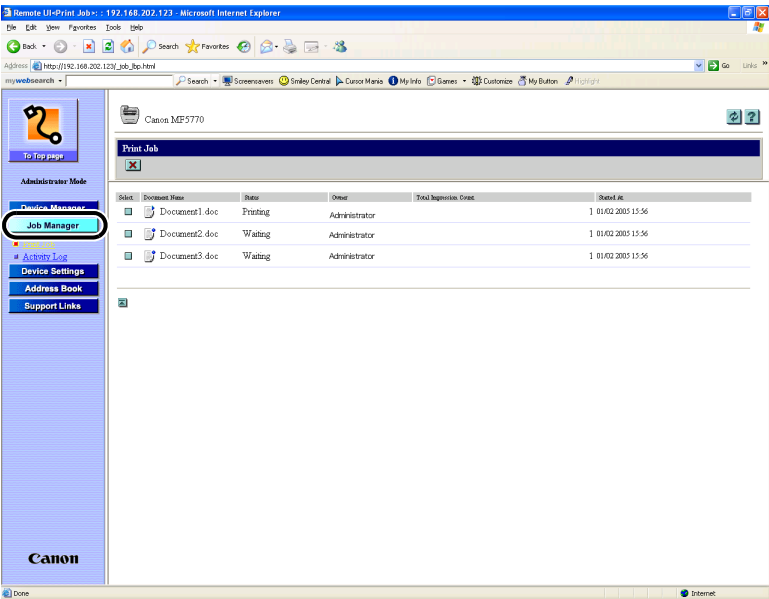 Remote UI<Print Job>: : 192.168.202.123 - Microsoft Internet Explorer
File Edit View Favorites Tools Help
Back Search Favorites
Address http://192.168.202.123/_job_lbp.html Go Links »
mywebsearch Search Screensavers Smiley Central Cursor Mania My Info Games Customize My Button Highlight
Canon MF5770
To Top page
Print Job
Administrator Mode
Select Document Name Status Owner Total Impression Count Started At
Device Manager
Document1.doc Printing Administrator 1 01/02 2005 15:56
Job Manager
Document2.doc Waiting Administrator 1 01/02 2005 15:56
Activity Log
Document3.doc Waiting Administrator 1 01/02 2005 15:56
Device Settings
Address Book
Support Links
Canon
Done Internet